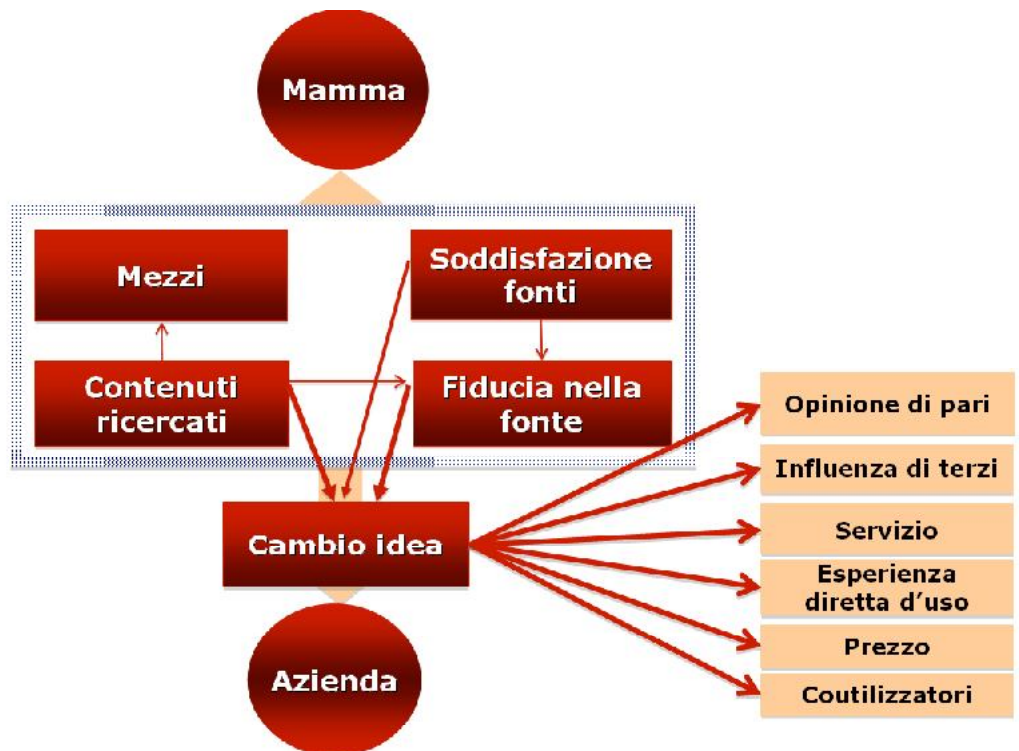 Mamma
Mezzi
Soddisfazione
fonti
Contenuti
ricercati
Fiducia nella
fonte
Cambio idea
Azienda
Opinione di pari
Influenza di terzi
Servizio
Esperienza
diretta d'uso
Prezzo
Coutilizzatori